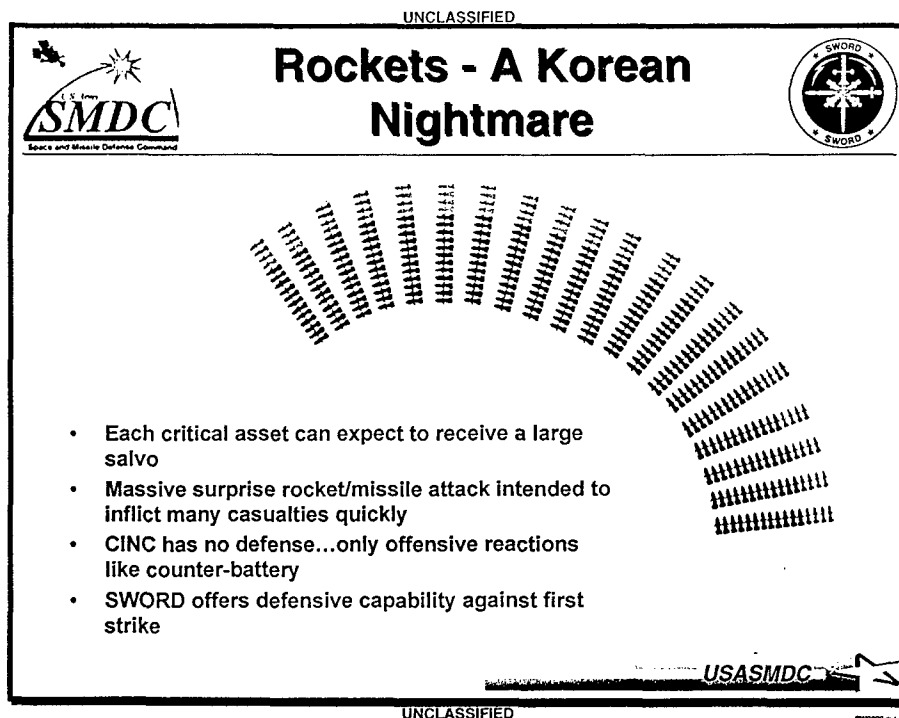 UNCLASSIFIED
U.S. Army
SMDC
Space and Missile Defense Command
Rockets - A Korean
Nightmare
SWORD
SWORD
• Each critical asset can expect to receive a large
salvo
• Massive surprise rocket/missile attack intended to
inflict many casualties quickly
• CINC has no defense...only offensive reactions
like counter-battery
• SWORD offers defensive capability against first
strike
USASMDC
UNCLASSIFIED